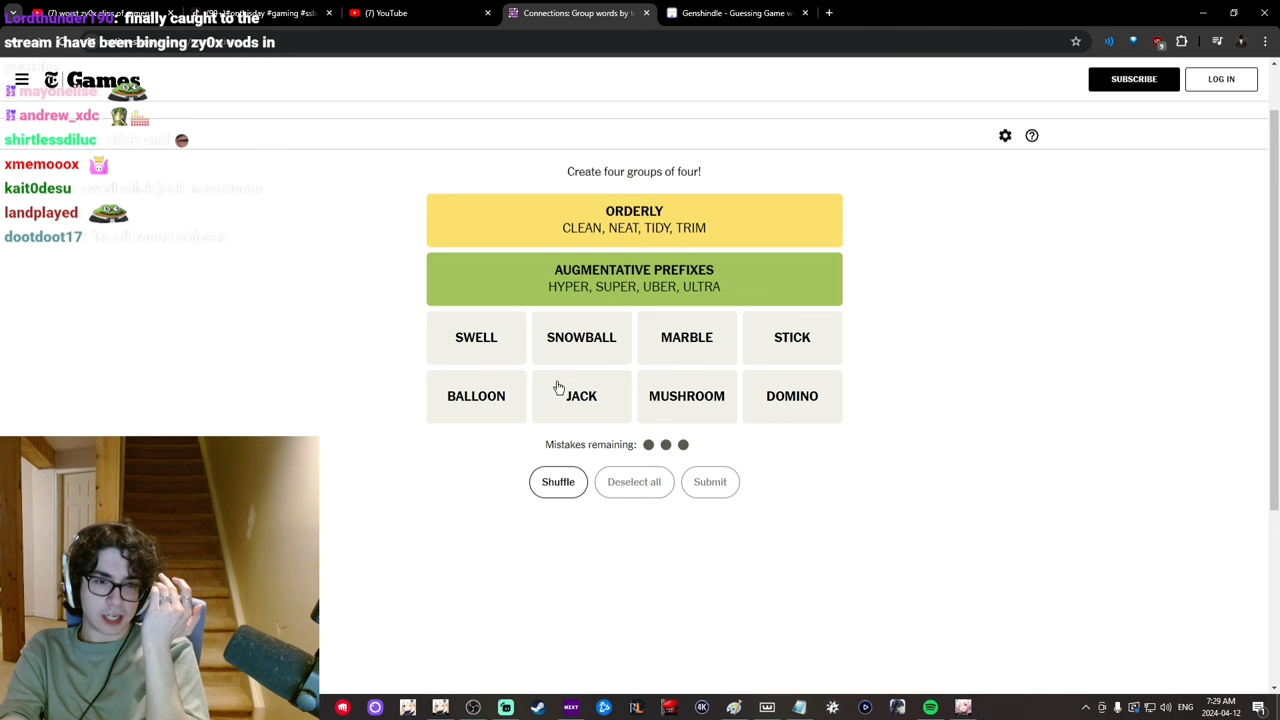 Lordthunder190: finally caught to the
stream i have been binging zy0x vods in
(7) YouTube
Connections: Group words by t
Genshindle - Guessing ga
Games
SUBSCRIBE
LOG IN
mayonelise
andrew_xdc
shirtlessdiluc
xmemooox
kait0desu
landplayed
dootdoot17
Create four groups of four!
ORDERLY
CLEAN, NEAT, TIDY, TRIM
AUGMENTATIVE PREFIXES
HYPER, SUPER, UBER, ULTRA
SWELL SNOWBALL MARBLE STICK
BALLOON JACK MUSHROOM DOMINO
Mistakes remaining:
Shuffle Deselect all Submit
NEXT
7:29 AM
2024-04-12